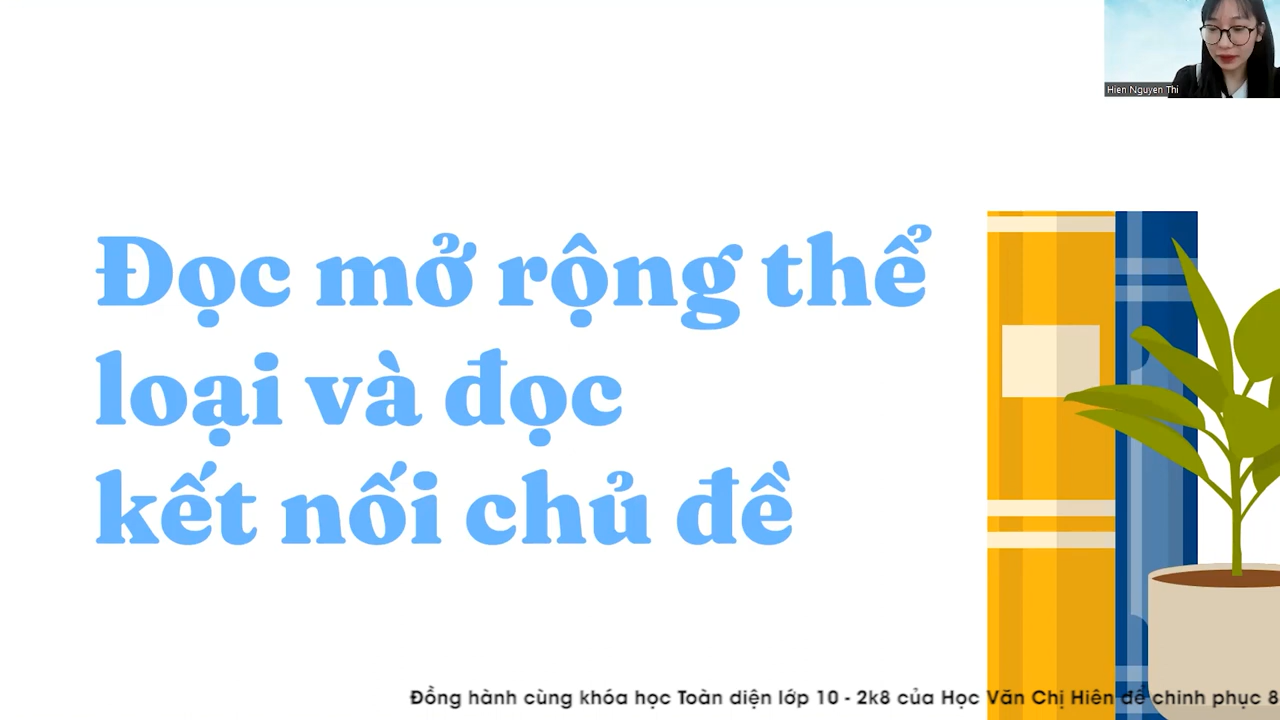 Hien Nguyen Thi
Đọc mở rộng thể
loại và đọc
kết nối chủ đề
Đồng hành cùng khóa học Toàn diện lớp 10 - 2k8 của Học Văn Chị Hiên để chinh phục 8